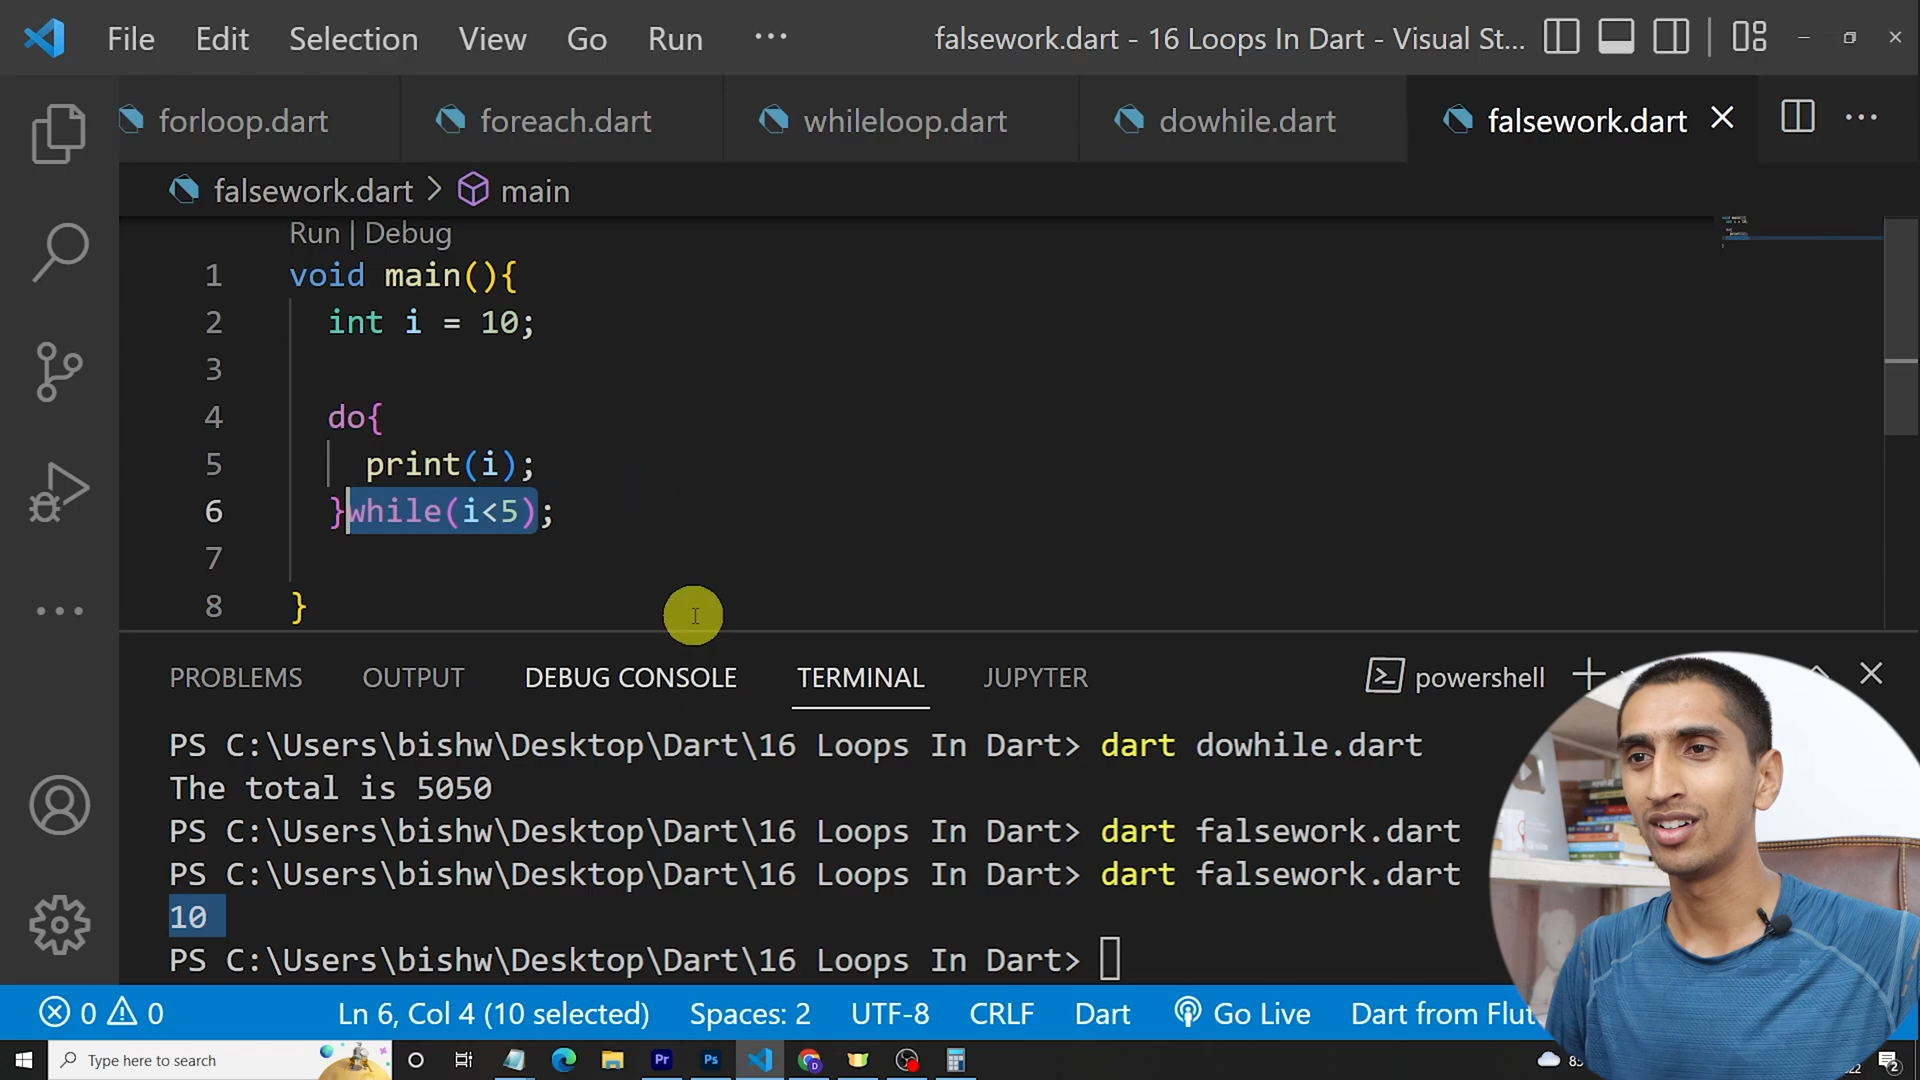 File Edit Selection View Go Run ··· falsework.dart - 16 Loops In Dart - Visual St...
forloop.dart foreach.dart whileloop.dart dowhile.dart falsework.dart
falsework.dart > main
Run | Debug
1 void main(){
2 int i = 10;
3
4 do{
5 print(i);
6 }while(i<5);
7
8 }
PROBLEMS OUTPUT DEBUG CONSOLE TERMINAL JUPYTER powershell
PS C:\Users\bishw\Desktop\Dart\16 Loops In Dart> dart dowhile.dart
The total is 5050
PS C:\Users\bishw\Desktop\Dart\16 Loops In Dart> dart falsework.dart
PS C:\Users\bishw\Desktop\Dart\16 Loops In Dart> dart falsework.dart
10
PS C:\Users\bishw\Desktop\Dart\16 Loops In Dart>
0 0 Ln 6, Col 4 (10 selected) Spaces: 2 UTF-8 CRLF Dart Go Live Dart from Flut
Type here to search Pr Ps 2